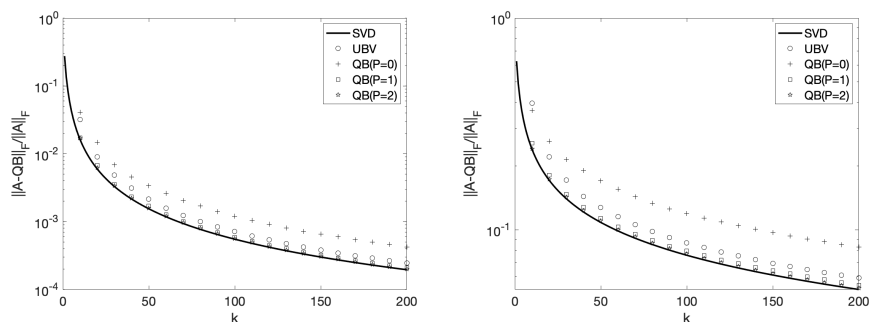 10^0
10^-1
10^-2
10^-3
10^-4
||A-QB||_F/||A||_F
0 50 100 150 200
k
SVD
UBV
QB(P=0)
QB(P=1)
QB(P=2)
10^0
10^-1
||A-QB||_F/||A||_F
0 50 100 150 200
k
SVD
UBV
QB(P=0)
QB(P=1)
QB(P=2)